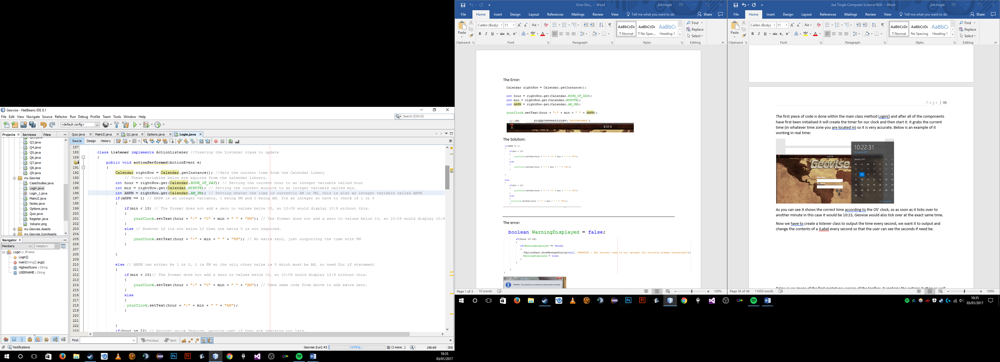 Geovise - NetBeans IDE 8.1
File Edit View Navigate Source Refactor Run Debug Profile Team Tools Window Help
Search (Ctrl+I)
<default config>
Projects Services Files
Quiz.java MainUI.java Q1.java Options.java Login.java
Source Design History
Q3.java
Q4.java
Q5.java
Q6.java
Q7.java
Q8.java
Q9.java
my.Geovise
CaseStudies.java
Login.java
Login_1.java
MainUI.java
Notes.java
Options.java
Quiz.java
Register.java
Volcanic.png
my.Geovise.Assets
my.Geovise.IconAssets
Navigator
Members <empty>
Login :: JFrame
Login()
main(String[] args)
HighestScore : String
USERNAME : String
187
188 class Listener implements ActionListener //Creating the Listener class to update
189 {
public void actionPerformed(ActionEvent e)
191 {
192 Calendar rightNow = Calendar.getInstance(); //Gets the current time from the Calendar Libary
193 // These variables below are aquired from the calendar library.
194 int hour = rightNow.get(Calendar.HOUR_OF_DAY); // Setting the current hour to an integer variable called hour
195 int min = rightNow.get(Calendar.MINUTE); // Setting the current minuite to an integer variable called min.
196 int AMPM = rightNow.get(Calendar.AM_PM); // Setting wheter the time is currently AM or PM, this is also an integer variable called AMPM
197 if(AMPM == 1) // AMPM is an integer variable, 1 being PM and 0 being AM. Its an integer so have to check if 1 or 0
198 {
199 if(min < 10) // The format does not add a zero to values below 10, so 10:09 would display 10:9 without this.
200 {
201 yourClock.setText(hour + ":" + "0" + min + " " + "PM"); // The format does not add a zero to values below 10, so 10:09 would display 10:9
202 }
203 else // However if its not below 10 then the extra 0 is not required.
204 {
205 yourClock.setText(hour + ":" + min + " " + "PM"); // No extra zero, just outputting the time with PM
206 }
207
208 }
209
210 else // AMPM can either be 1 or 0, 1 is PM so the only other value is 0 which must be AM, no need for if statement
211 {
212 if(min < 10)// The format does not add a zero to values below 10, so 10:09 would display 10:9 without this.
213 {
214 yourClock.setText(hour + ":" + "0" + min + " " + "AM"); // Uses same code from above to add extra zero.
215 }
216 else
217 {
218 yourClock.setText(hour + ":" + min + " " + "AM");
219 }
220
221
222 }
223 if(hour >= 22) // Another quick feature, warning user if they are revising too late.
Find: Previous Next
Notifications
Geovise (run) #2 running... (1 more...) 1 196:69 INS
10:35
03/01/2017
Error Doc_ - Word joe tingle
File Home Insert Design Layout References Mailings Review View Tell me what you want to do Share
Calibri (Body) 11 Find
Replace
Paste Select
AaBbCcDc AaBbCcDc AaBbCc
¶ Normal ¶ No Spac... Heading 1
Clipboard Font Paragraph Styles Editing
The Error:
Calendar rightNow = Calendar.getInstance();
int hour = rightNow.get(Calendar.HOUR_OF_DAY);
int min = rightNow.get(Calendar.MINUTE);
int AMPM = rightNow.get(Calendar.AM_PM);
yourClock.setText(hour + ":" + min + " " + AMPM);
@SuppressWarnings("unchecked")
9:31 0
The Solution:
if(AMPM == 1)
{
if(min < 10)
{
yourClock.setText(hour + ":" + "0" + min + " " + "PM");
}
else
{
yourClock.setText(hour + ":" + min + " " + "PM");
}
}
else
{
if(min < 10)
{
yourClock.setText(hour + ":" + "0" + min + " " + "PM");
}
else
{
yourClock.setText(hour + ":" + min + " " + "PM");
}
The error:
boolean WarningDisplayed = false;
if(hour >= 22)
{
if(WarningDisplayed == false)
{
JOptionPane.showMessageDialog(null, "WARNING : The current time is not optimal for revision please reconsider");
WarningDisplayed = true;
}
}
}
}
Message
WARNING : The current time is not optimal for revision please reconsider
Page 1 of 3 10 words 100%
Joe Tingle Computer Science NEA - Word joe tingle
File Home Insert Design Layout References Mailings Review View Tell me what you want to do Share
Calibri (Body) 11 Find
Replace
Paste Select
AaBbCcDc AaBbCcDc AaBbCc
¶ Normal No Spacing Heading 1
Clipboard Font Paragraph Styles Editing
Page | 36
The first piece of code is done within the main class method Login() and after all of the components
have first been initialised it will create the timer for our clock and then start it. It grabs the current
time (in whatever time zone you are located in) so it is very accurate. Below is an example of it
working in real time:
10:22:31
January 2017
10:22 PM
Geovise
As you can see it shows the correct time according to the OS' clock, so as soon as it ticks over to
another minute in this case it would be 10:23, Geovise would also tick over at the exact same time.
Now we have to create a listener class to output the time every second, we want it to output and
change the contents of a JLabel every second so that the user can see the seconds if need be.
Below is an image of the first prototype version of the toolbar, it contains the options button as well
Page 36 of 46 11650 words 100%
10:35
03/01/2017